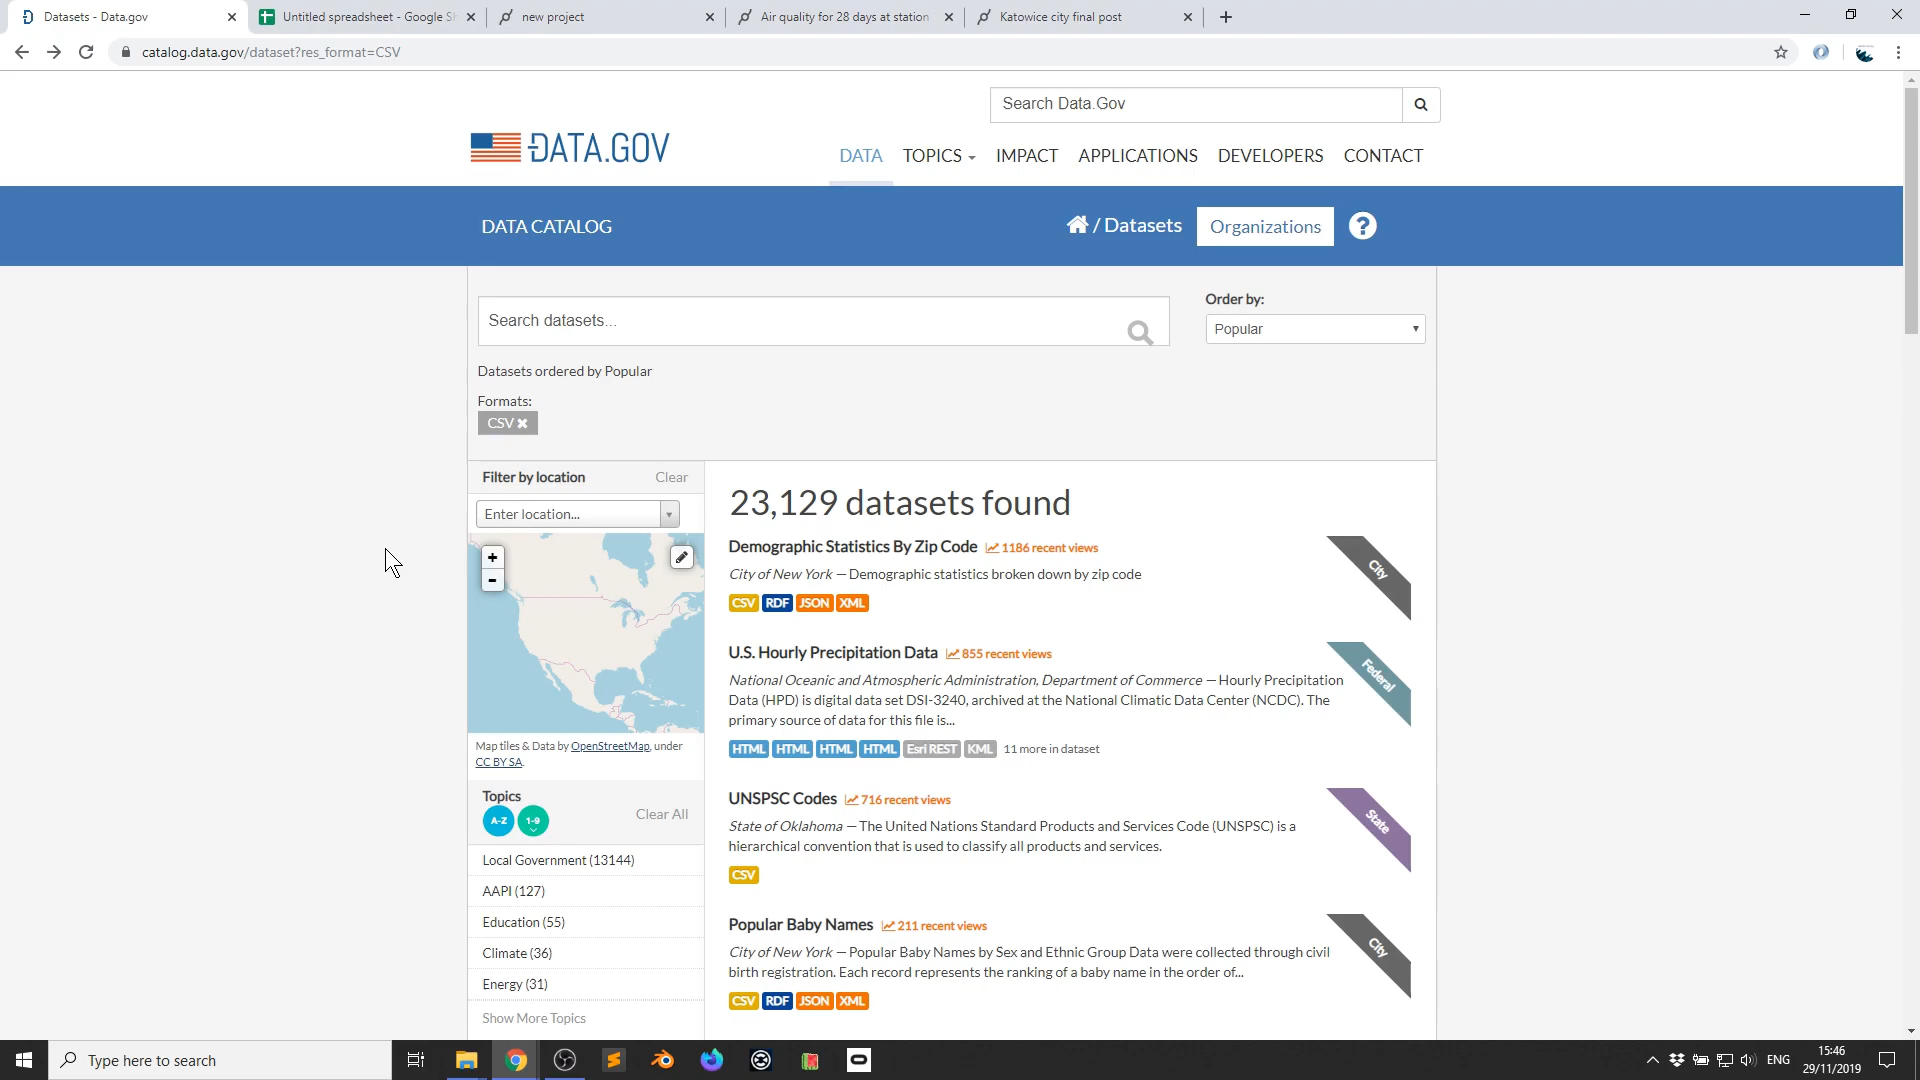 Datasets - Data.gov
Untitled spreadsheet - Google Sh
new project
Air quality for 28 days at station
Katowice city final post
catalog.data.gov/dataset?res_format=CSV
Search Data.Gov
DATA.GOV
DATA TOPICS IMPACT APPLICATIONS DEVELOPERS CONTACT
DATA CATALOG
/ Datasets Organizations ?
Search datasets...
Order by:
Popular
Datasets ordered by Popular
Formats:
CSV
Filter by location Clear
Enter location...
+
-
Map tiles & Data by OpenStreetMap, under
CC BY SA.
Topics
A-Z 1-9 Clear All
Local Government (13144)
AAPI (127)
Education (55)
Climate (36)
Energy (31)
Show More Topics
23,129 datasets found
Demographic Statistics By Zip Code 1186 recent views
City of New York — Demographic statistics broken down by zip code
CSV RDF JSON XML
City
U.S. Hourly Precipitation Data 855 recent views
National Oceanic and Atmospheric Administration, Department of Commerce — Hourly Precipitation
Data (HPD) is digital data set DSI-3240, archived at the National Climatic Data Center (NCDC). The
primary source of data for this file is...
HTML HTML HTML HTML Esri REST KML 11 more in dataset
Federal
UNSPSC Codes 716 recent views
State of Oklahoma — The United Nations Standard Products and Services Code (UNSPSC) is a
hierarchical convention that is used to classify all products and services.
CSV
State
Popular Baby Names 211 recent views
City of New York — Popular Baby Names by Sex and Ethnic Group Data were collected through civil
birth registration. Each record represents the ranking of a baby name in the order of...
CSV RDF JSON XML
City
Type here to search
ENG
15:46
29/11/2019